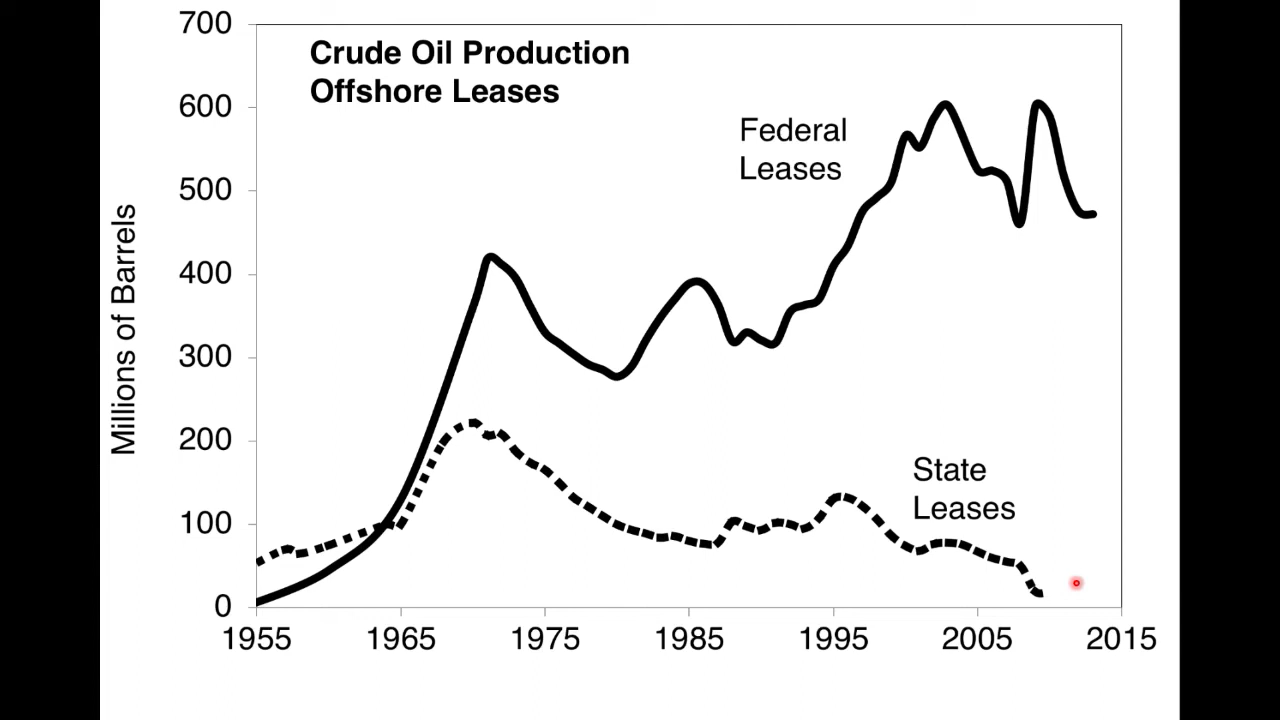 Crude Oil Production
Offshore Leases
Millions of Barrels
700
600
500
400
300
200
100
0
Federal
Leases
State
Leases
1955 1965 1975 1985 1995 2005 2015